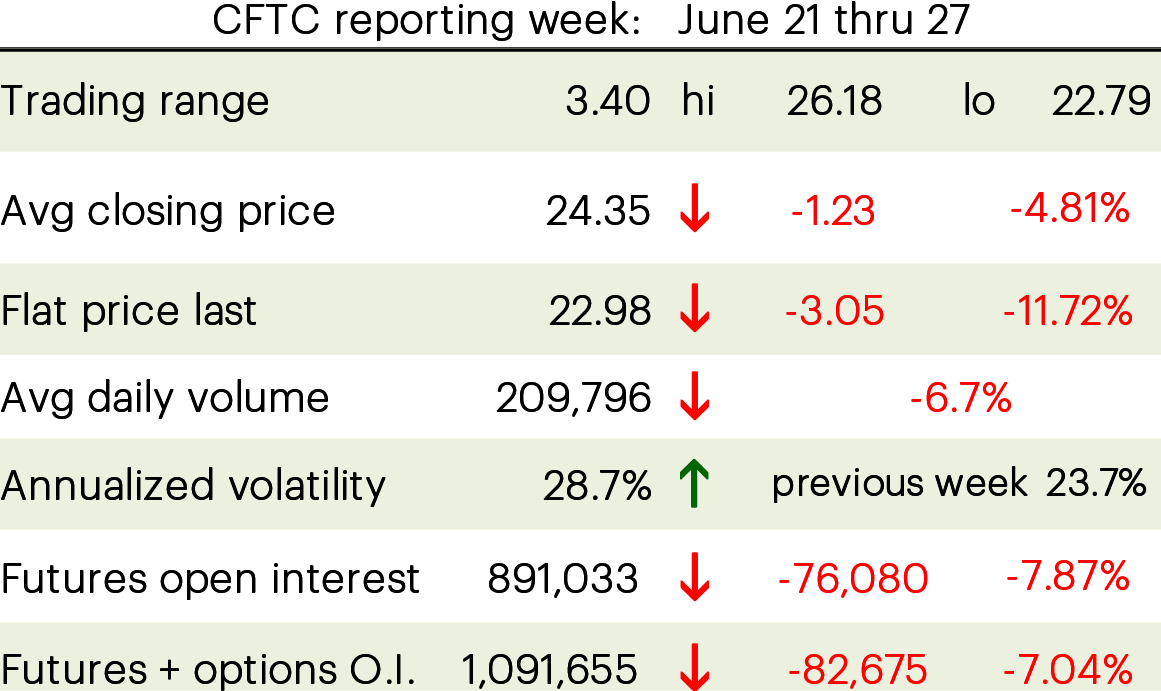 CFTC reporting week: June 21 thru 27
Trading range 3.40 hi 26.18 lo 22.79
Avg closing price 24.35 ↓ -1.23 -4.81%
Flat price last 22.98 ↓ -3.05 -11.72%
Avg daily volume 209,796 ↓ -6.7%
Annualized volatility 28.7% ↑ previous week 23.7%
Futures open interest 891,033 ↓ -76,080 -7.87%
Futures + options O.I. 1,091,655 ↓ -82,675 -7.04%